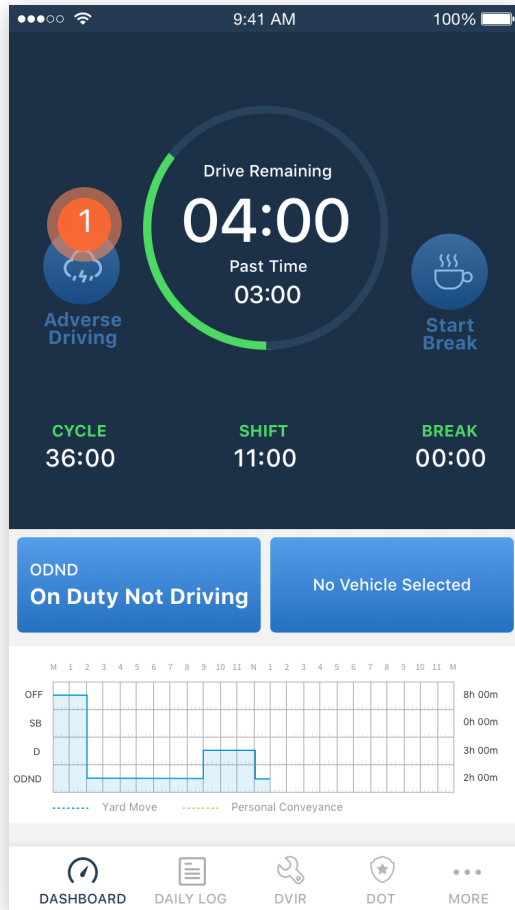 9:41 AM 100%
Drive Remaining
04:00
Past Time
03:00
1
Adverse
Driving
Start
Break
CYCLE SHIFT BREAK
36:00 11:00 00:00
ODND
On Duty Not Driving
No Vehicle Selected
M 1 2 3 4 5 6 7 8 9 10 11 N 1 2 3 4 5 6 7 8 9 10 11 M
OFF 8h 00m
SB 0h 00m
D 3h 00m
ODND 2h 00m
Yard Move Personal Conveyance
DASHBOARD DAILY LOG DVIR DOT MORE